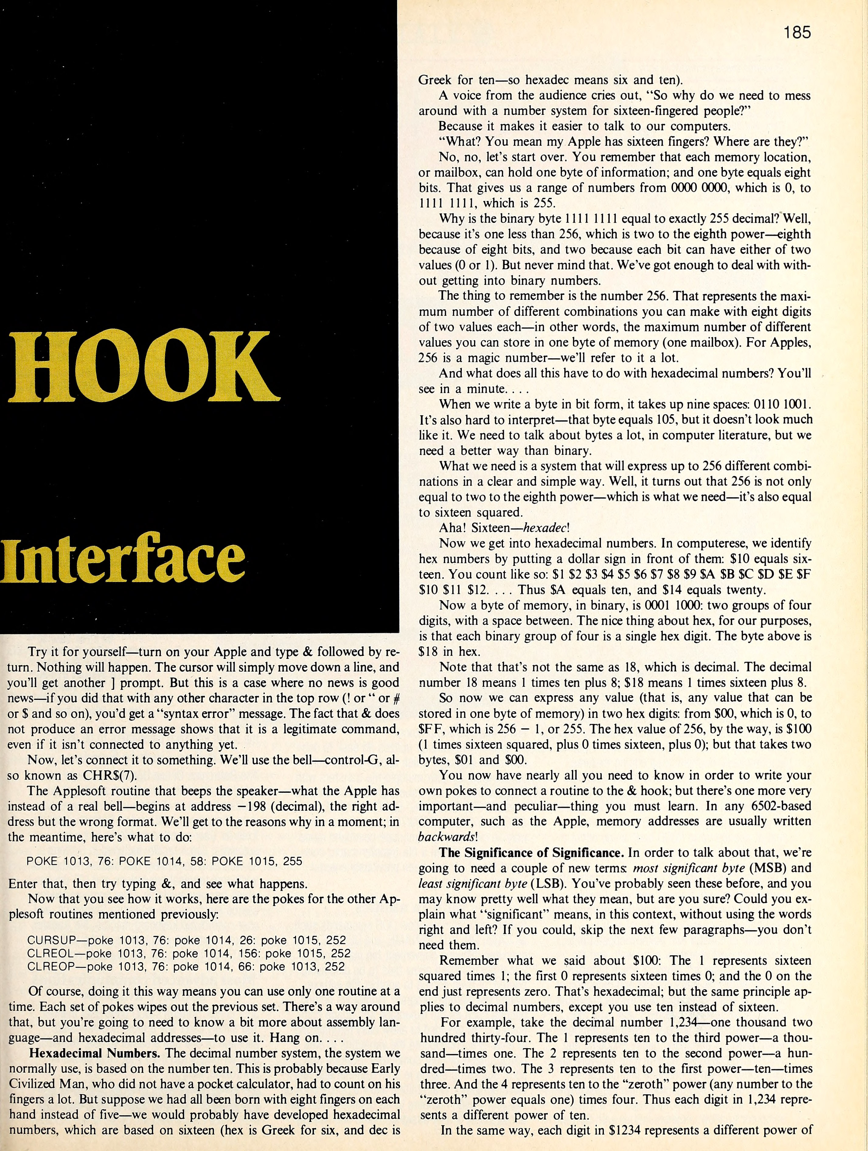 185
HOOK
Interface
Try it for yourself—turn on your Apple and type & followed by re-
turn. Nothing will happen. The cursor will simply move down a line, and
you'll get another ] prompt. But this is a case where no news is good
news—if you did that with any other character in the top row (! or " or #
or $ and so on), you'd get a "syntax error" message. The fact that & does
not produce an error message shows that it is a legitimate command,
even if it isn't connected to anything yet.
Now, let's connect it to something. We'll use the bell—control-G, al-
so known as CHR$(7).
The Applesoft routine that beeps the speaker—what the Apple has
instead of a real bell—begins at address −198 (decimal), the right ad-
dress but the wrong format. We'll get to the reasons why in a moment; in
the meantime, here's what to do:
POKE 1013, 76: POKE 1014, 58: POKE 1015, 255
Enter that, then try typing &, and see what happens.
Now that you see how it works, here are the pokes for the other Ap-
plesoft routines mentioned previously:
CURSUP—poke 1013, 76: poke 1014, 26: poke 1015, 252
CLREOL—poke 1013, 76: poke 1014, 156: poke 1015, 252
CLREOP—poke 1013, 76: poke 1014, 66: poke 1013, 252
Of course, doing it this way means you can use only one routine at a
time. Each set of pokes wipes out the previous set. There's a way around
that, but you're going to need to know a bit more about assembly lan-
guage—and hexadecimal addresses—to use it. Hang on. . . .
Hexadecimal Numbers. The decimal number system, the system we
normally use, is based on the number ten. This is probably because Early
Civilized Man, who did not have a pocket calculator, had to count on his
fingers a lot. But suppose we had all been born with eight fingers on each
hand instead of five—we would probably have developed hexadecimal
numbers, which are based on sixteen (hex is Greek for six, and dec is
Greek for ten—so hexadec means six and ten).
A voice from the audience cries out, "So why do we need to mess
around with a number system for sixteen-fingered people?"
Because it makes it easier to talk to our computers.
"What? You mean my Apple has sixteen fingers? Where are they?"
No, no, let's start over. You remember that each memory location,
or mailbox, can hold one byte of information; and one byte equals eight
bits. That gives us a range of numbers from 0000 0000, which is 0, to
1111 1111, which is 255.
Why is the binary byte 1111 1111 equal to exactly 255 decimal? Well,
because it's one less than 256, which is two to the eighth power—eighth
because of eight bits, and two because each bit can have either of two
values (0 or 1). But never mind that. We've got enough to deal with with-
out getting into binary numbers.
The thing to remember is the number 256. That represents the maxi-
mum number of different combinations you can make with eight digits
of two values each—in other words, the maximum number of different
values you can store in one byte of memory (one mailbox). For Apples,
256 is a magic number—we'll refer to it a lot.
And what does all this have to do with hexadecimal numbers? You'll
see in a minute. . . .
When we write a byte in bit form, it takes up nine spaces: 0110 1001.
It's also hard to interpret—that byte equals 105, but it doesn't look much
like it. We need to talk about bytes a lot, in computer literature, but we
need a better way than binary.
What we need is a system that will express up to 256 different combi-
nations in a clear and simple way. Well, it turns out that 256 is not only
equal to two to the eighth power—which is what we need—it's also equal
to sixteen squared.
Aha! Sixteen—hexadec!
Now we get into hexadecimal numbers. In computerese, we identify
hex numbers by putting a dollar sign in front of them: $10 equals six-
teen. You count like so: $1 $2 $3 $4 $5 $6 $7 $8 $9 $A $B $C $D $E $F
$10 $11 $12. . . . Thus $A equals ten, and $14 equals twenty.
Now a byte of memory, in binary, is 0001 1000: two groups of four
digits, with a space between. The nice thing about hex, for our purposes,
is that each binary group of four is a single hex digit. The byte above is
$18 in hex.
Note that that's not the same as 18, which is decimal. The decimal
number 18 means 1 times ten plus 8; $18 means 1 times sixteen plus 8.
So now we can express any value (that is, any value that can be
stored in one byte of memory) in two hex digits: from $00, which is 0, to
$FF, which is 256 − 1, or 255. The hex value of 256, by the way, is $100
(1 times sixteen squared, plus 0 times sixteen, plus 0); but that takes two
bytes, $01 and $00.
You now have nearly all you need to know in order to write your
own pokes to connect a routine to the & hook; but there's one more very
important—and peculiar—thing you must learn. In any 6502-based
computer, such as the Apple, memory addresses are usually written
backwards!
The Significance of Significance. In order to talk about that, we're
going to need a couple of new terms: most significant byte (MSB) and
least significant byte (LSB). You've probably seen these before, and you
may know pretty well what they mean, but are you sure? Could you ex-
plain what "significant" means, in this context, without using the words
right and left? If you could, skip the next few paragraphs—you don't
need them.
Remember what we said about $100: The 1 represents sixteen
squared times 1; the first 0 represents sixteen times 0; and the 0 on the
end just represents zero. That's hexadecimal; but the same principle ap-
plies to decimal numbers, except you use ten instead of sixteen.
For example, take the decimal number 1,234—one thousand two
hundred thirty-four. The 1 represents ten to the third power—a thou-
sand—times one. The 2 represents ten to the second power—a hun-
dred—times two. The 3 represents ten to the first power—ten—times
three. And the 4 represents ten to the "zeroth" power (any number to the
"zeroth" power equals one) times four. Thus each digit in 1,234 repre-
sents a different power of ten.
In the same way, each digit in $1234 represents a different power of